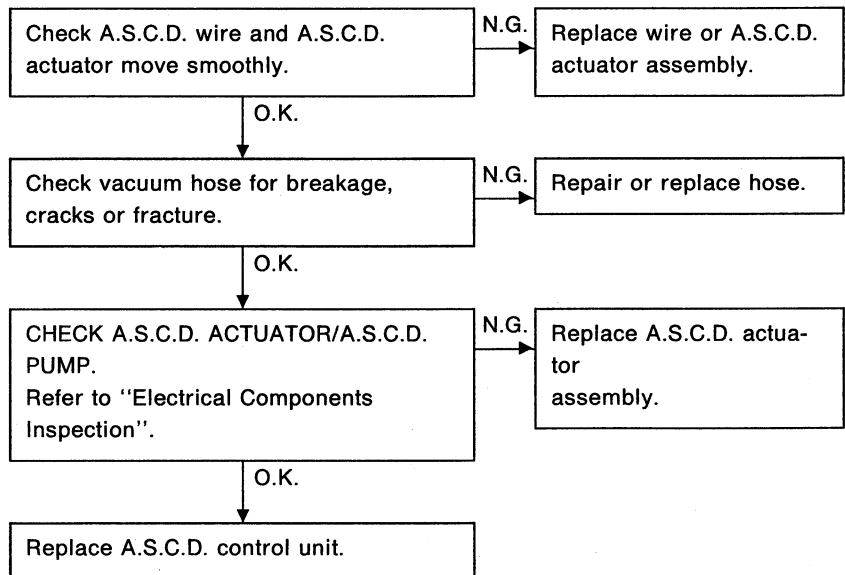 Check A.S.C.D. wire and A.S.C.D.
actuator move smoothly.
N.G.
Replace wire or A.S.C.D.
actuator assembly.
O.K.
Check vacuum hose for breakage,
cracks or fracture.
N.G.
Repair or replace hose.
O.K.
CHECK A.S.C.D. ACTUATOR/A.S.C.D.
PUMP.
Refer to ''Electrical Components
Inspection''.
N.G.
Replace A.S.C.D. actua-
tor
assembly.
O.K.
Replace A.S.C.D. control unit.